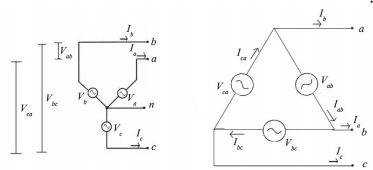 I_b
b
V_ab
I_a
a
V_b
V_a
V_ca
V_bc
n
V_c
I_c
c
I_b
a
I_ca
V_ca
V_ab
I_ab
I_a
b
I_bc
V_bc
I_c
c